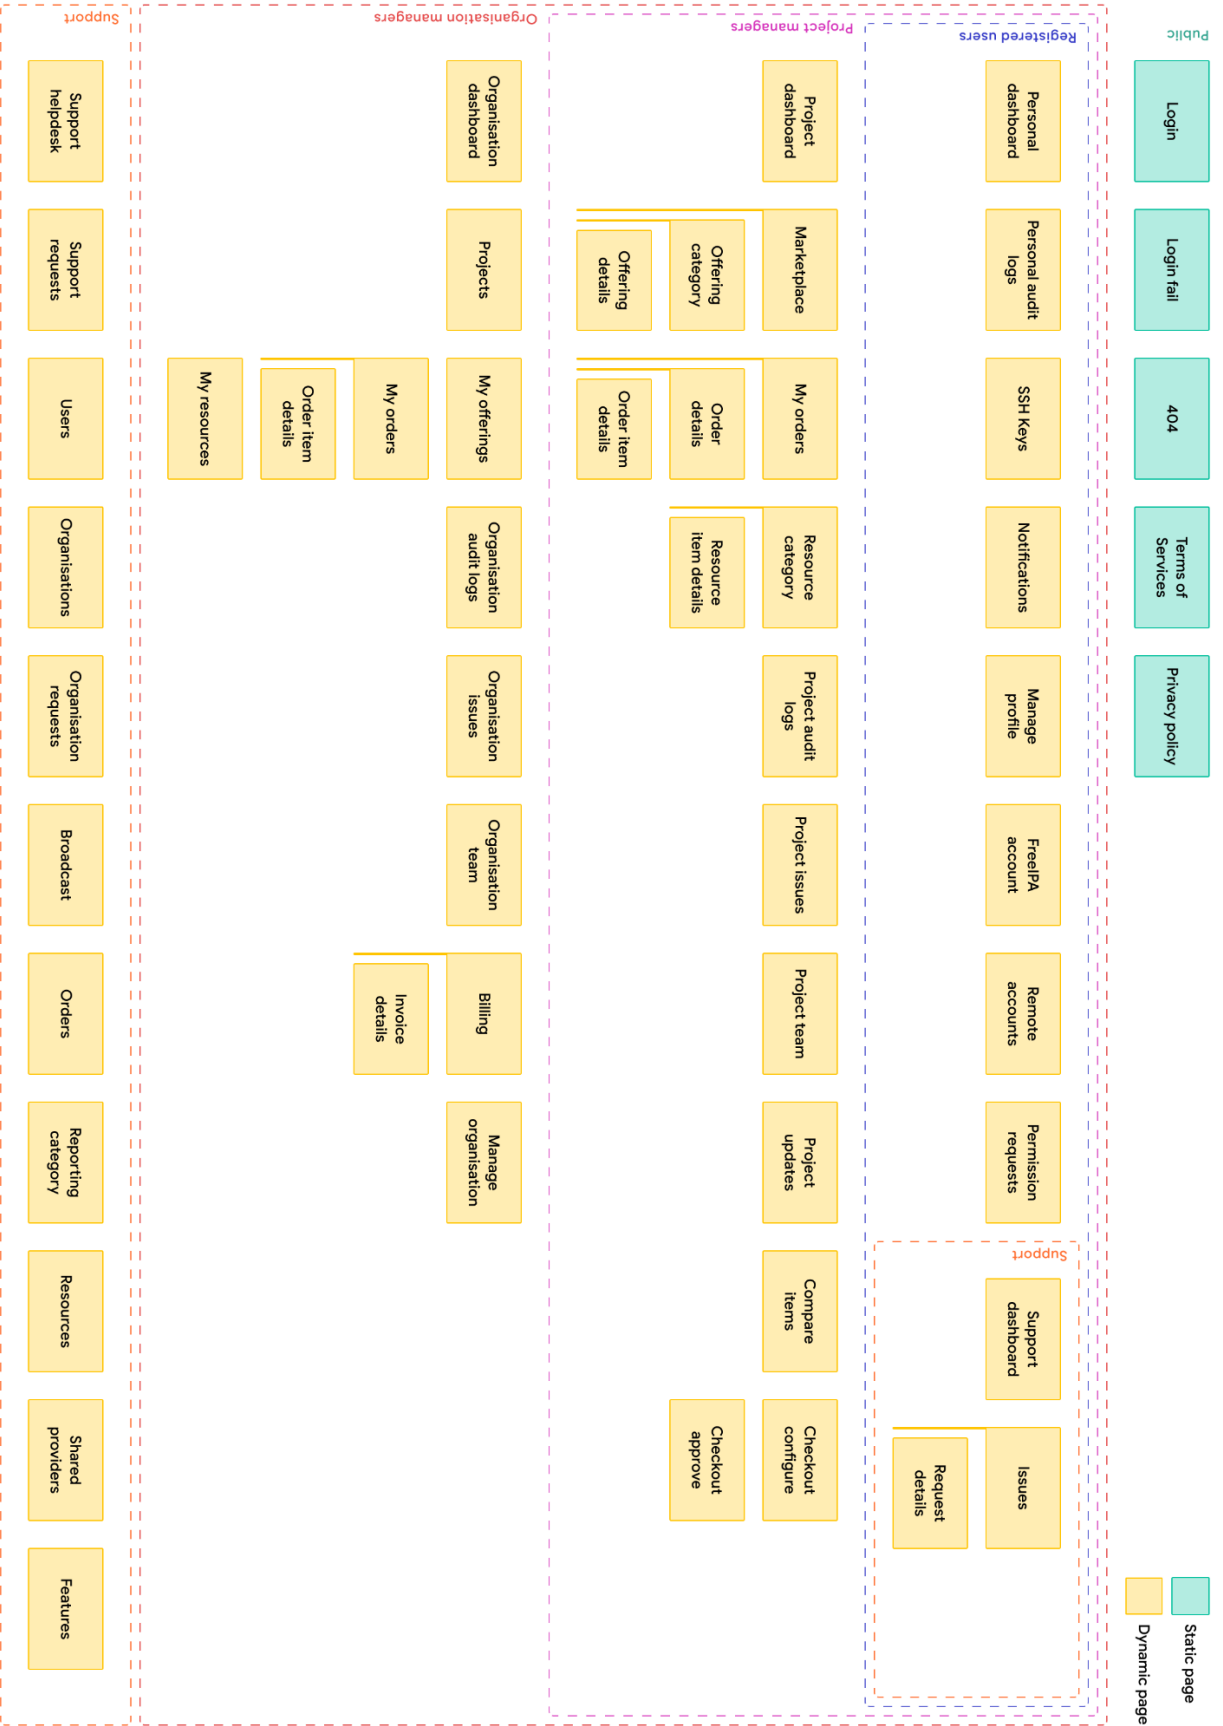 Public
Login
Login fail
404
Terms of
Services
Privacy policy
Static page
Dynamic page
Registered users
Personal
dashboard
Personal audit
logs
SSH Keys
Notifications
Manage
profile
FreeIPA
account
Remote
accounts
Permission
requests
Support
Support
dashboard
Issues
Request
details
Project managers
Project
dashboard
Marketplace
Offering
category
Offering
details
My orders
Order
details
Order item
details
Resource
category
Resource
item details
Project audit
logs
Project issues
Project team
Project
updates
Compare
items
Checkout
configure
Checkout
approve
Organisation managers
Organisation
dashboard
Projects
My offerings
My orders
Order item
details
My resources
Organisation
audit logs
Organisation
issues
Organisation
team
Billing
Invoice
details
Manage
organisation
Support
Support
helpdesk
Support
requests
Users
Organisations
Organisation
requests
Broadcast
Orders
Reporting
category
Resources
Shared
providers
Features